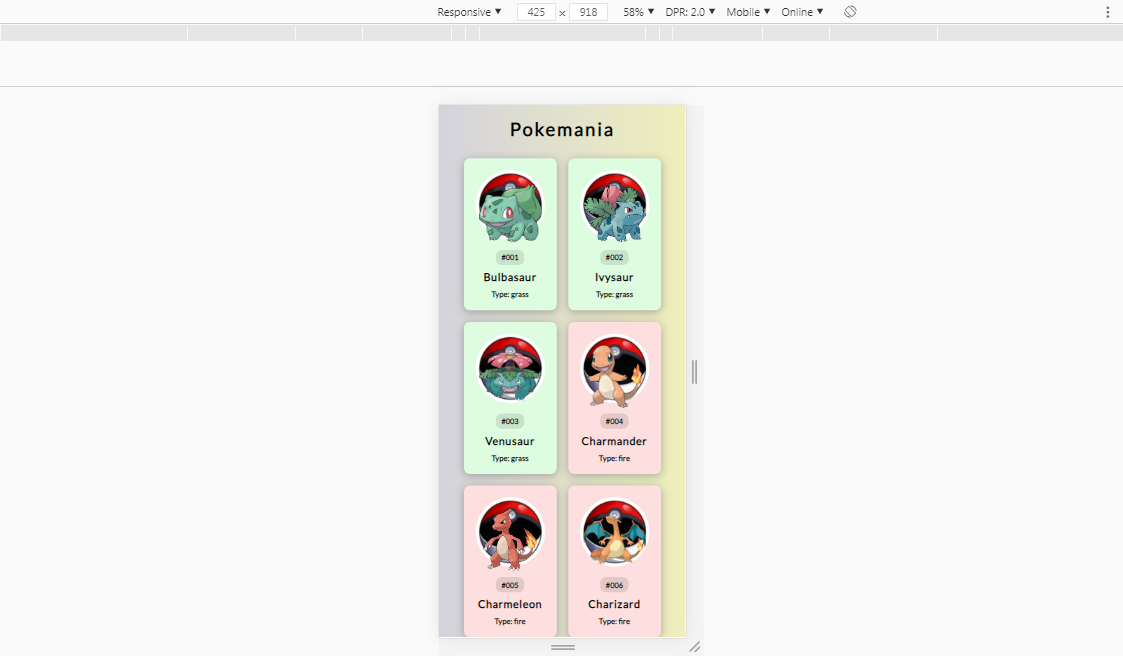 Responsive ▼ 425 x 918 58% ▼ DPR: 2.0 ▼ Mobile ▼ Online ▼
Pokemania
#001
Bulbasaur
Type: grass
#002
Ivysaur
Type: grass
#003
Venusaur
Type: grass
#004
Charmander
Type: fire
#005
Charmeleon
Type: fire
#006
Charizard
Type: fire